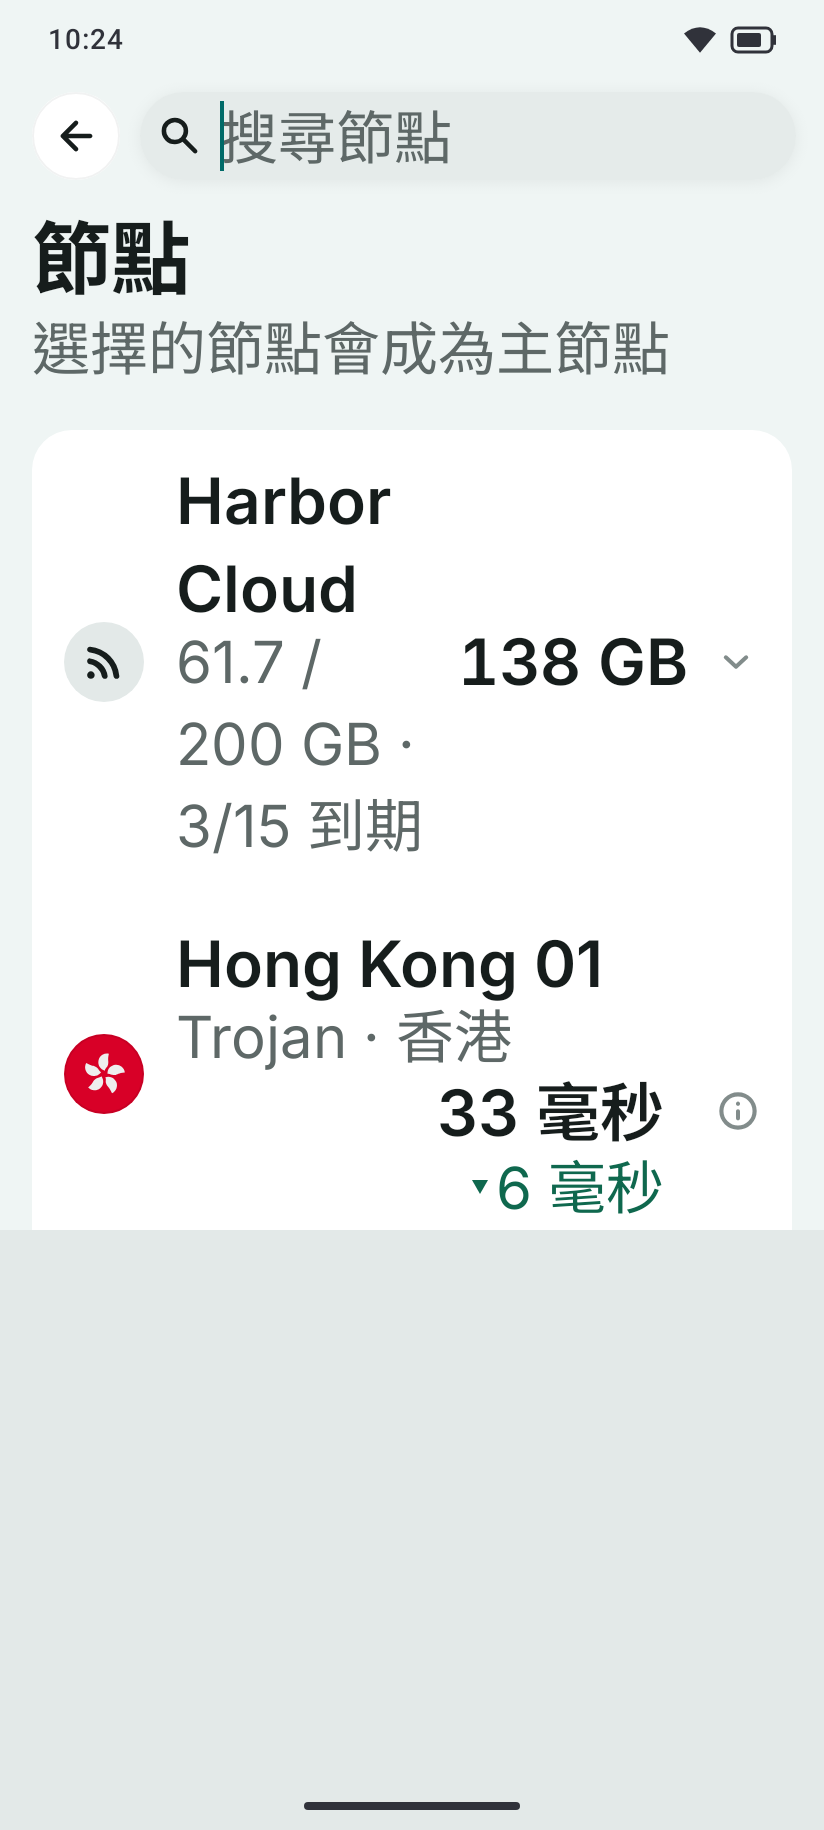 10:24
搜尋節點
節點
選擇的節點會成為主節點
Harbor
Cloud
61.7 /
200 GB ·
3/15 到期
138 GB
Hong Kong 01
Trojan · 香港
33 毫秒
▼6 毫秒